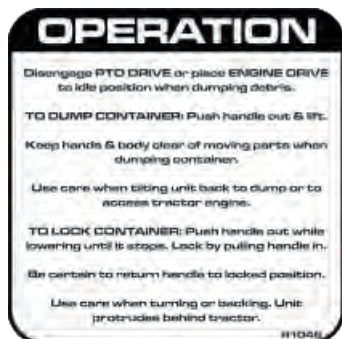 OPERATION
Disengage PTO DRIVE or place ENGINE DRIVE
to idle position when dumping debris.
TO DUMP CONTAINER: Push handle out & lift.
Keep hands & body clear of moving parts when
dumping container.
Use care when tilting unit back to dump or to
access tractor engine.
TO LOCK CONTAINER: Push handle out while
lowering until it stops. Lock by pulling handle in.
Be certain to return handle to locked position.
Use care when turning or backing. Unit
protrudes behind tractor.
R1046